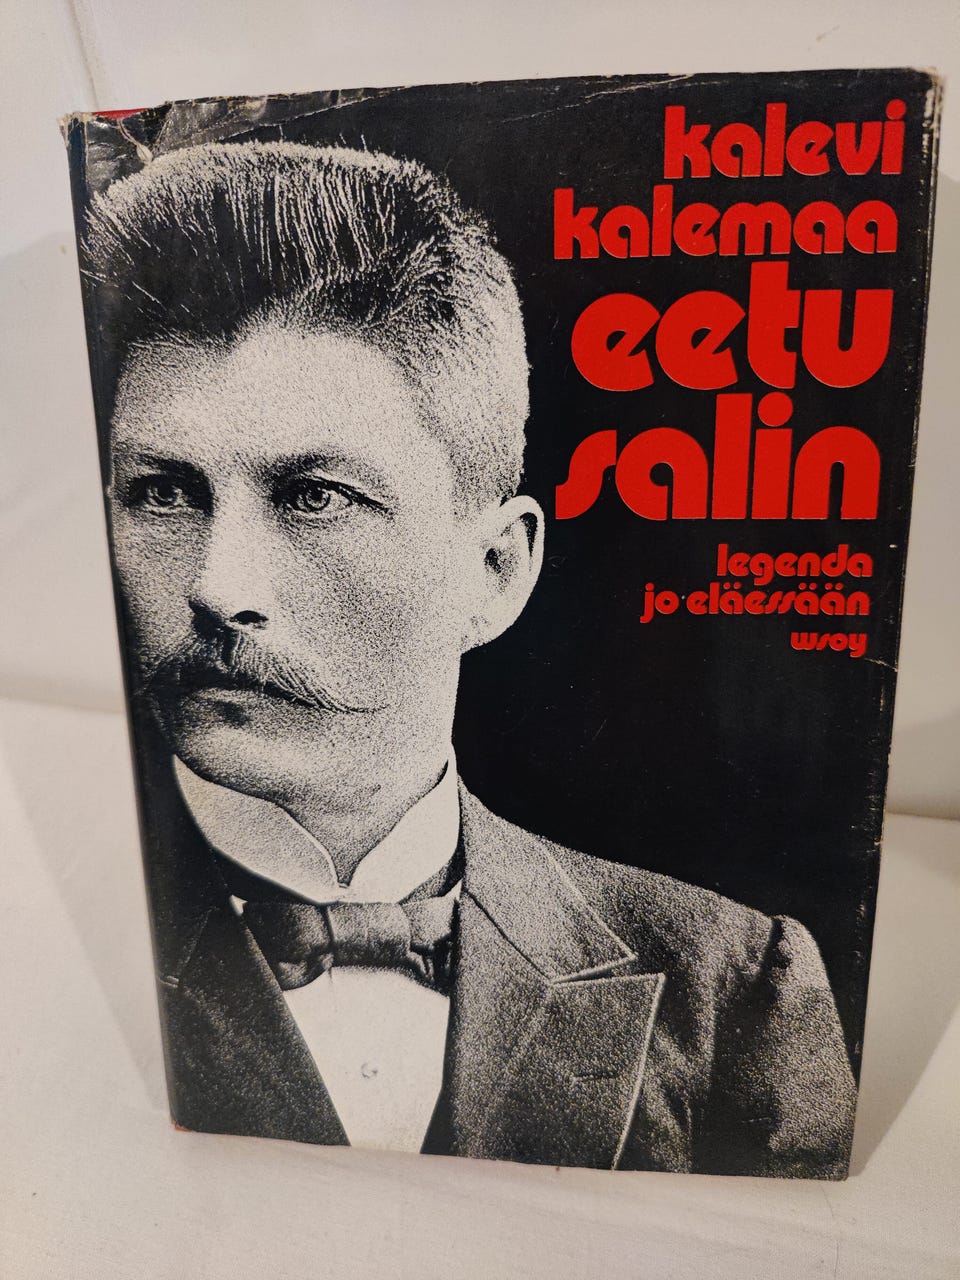 kalevi
kalemaa
eetu
salin
legenda
jo eläessään
wsoy